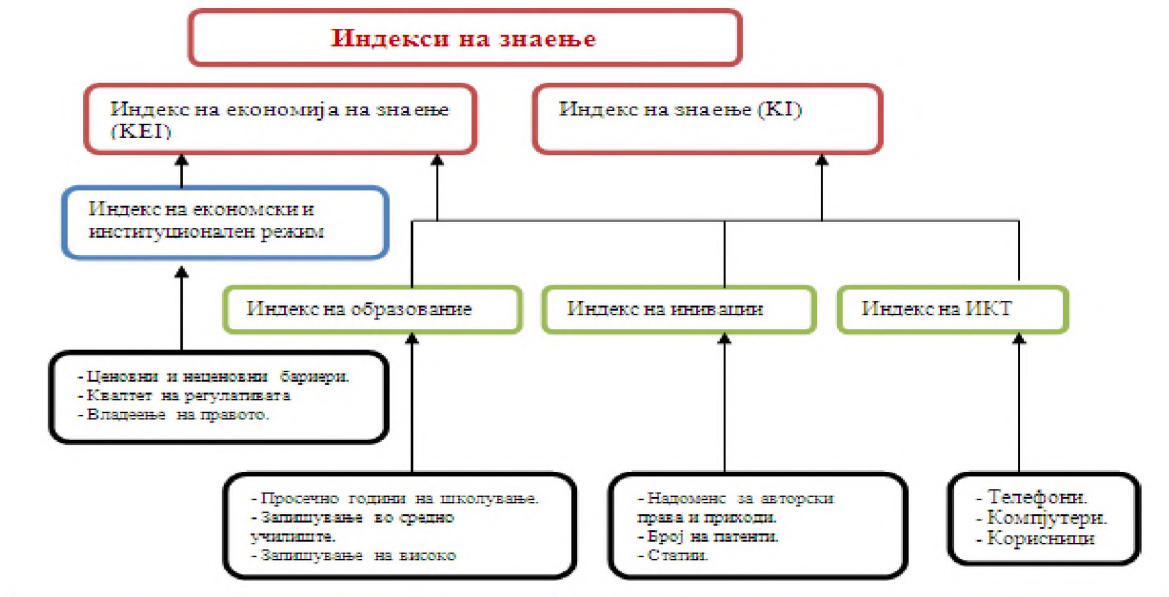 Индекси на знаење
Индекс на економија на знаење
(KEI)
Индекс на знаење (KI)
Индекс на економски и
институционален режим
Индекс на образование
Индекс на инивации
Индекс на ИКТ
- Ценовни и неценовни бариери.
- Квалтет на регулативата
- Владеење на правото.
- Просечно години на школување.
- Запишување во средно
училиште.
- Запишување на високо
- Надоменс за авторски
права и приходи.
- Број на патенти.
- Статии.
- Телефони.
- Компјутери.
- Корисници